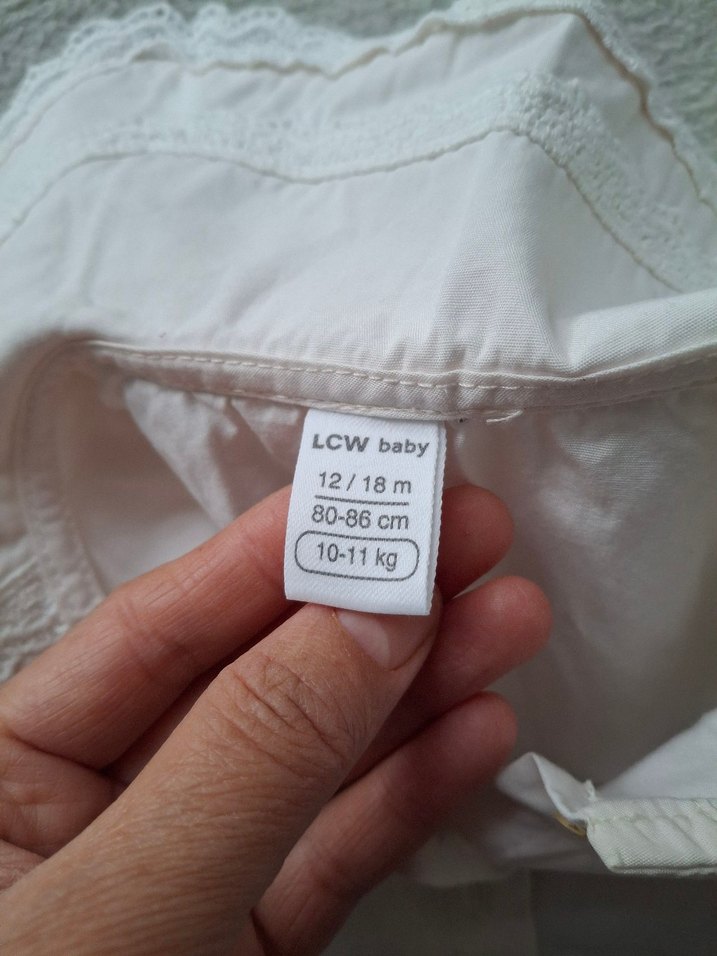 LCW baby
12 / 18 m
80-86 cm
10-11 kg